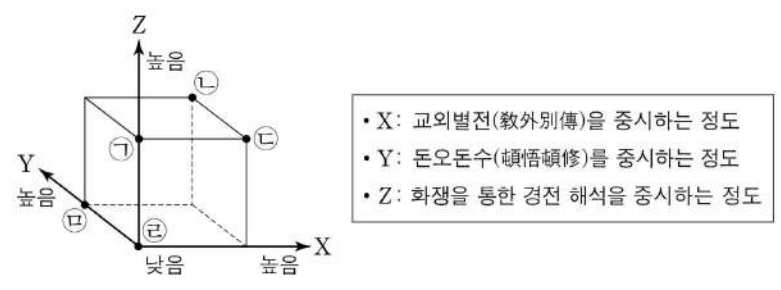 Z
높음
㉡
㉠
㉢
Y
높음
㉤
㉣
X
낮음
높음
• X: 교외별전(敎外別傳)을 중시하는 정도
• Y: 돈오돈수(頓悟頓修)를 중시하는 정도
• Z: 화쟁을 통한 경전 해석을 중시하는 정도